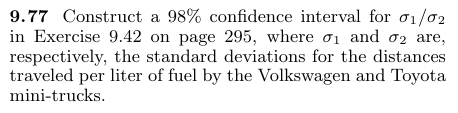 9.77 Construct a 98% confidence interval for σ₁/σ₂
in Exercise 9.42 on page 295, where σ₁ and σ₂ are,
respectively, the standard deviations for the distances
traveled per liter of fuel by the Volkswagen and Toyota
mini-trucks.